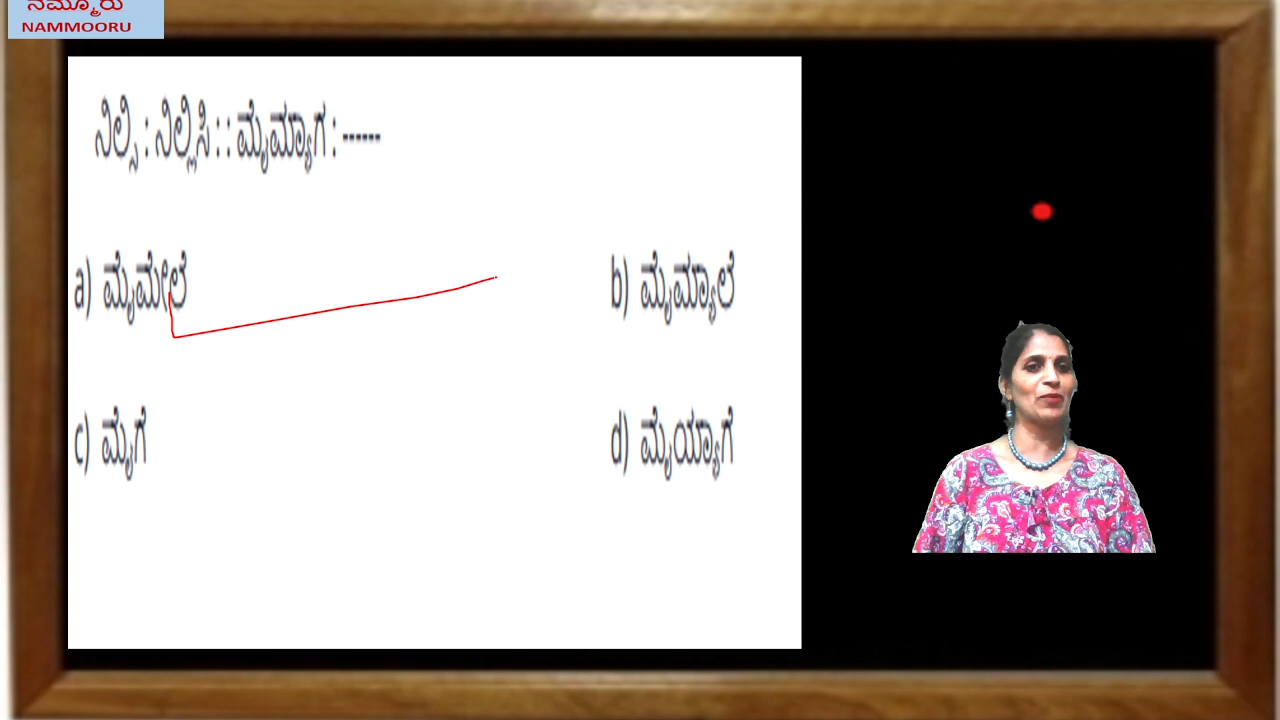 ನಮ್ಮೂರು
NAMMOORU
ನಿಲ್ಸಿ : ನಿಲ್ಲಿಸಿ : : ಮೈಮ್ಯಾಗ : ------
a) ಮೈಮೇಲೆ
b) ಮೈಮ್ಯಾಲೆ
c) ಮೈಗೆ
d) ಮೈಯ್ಯಾಗೆ